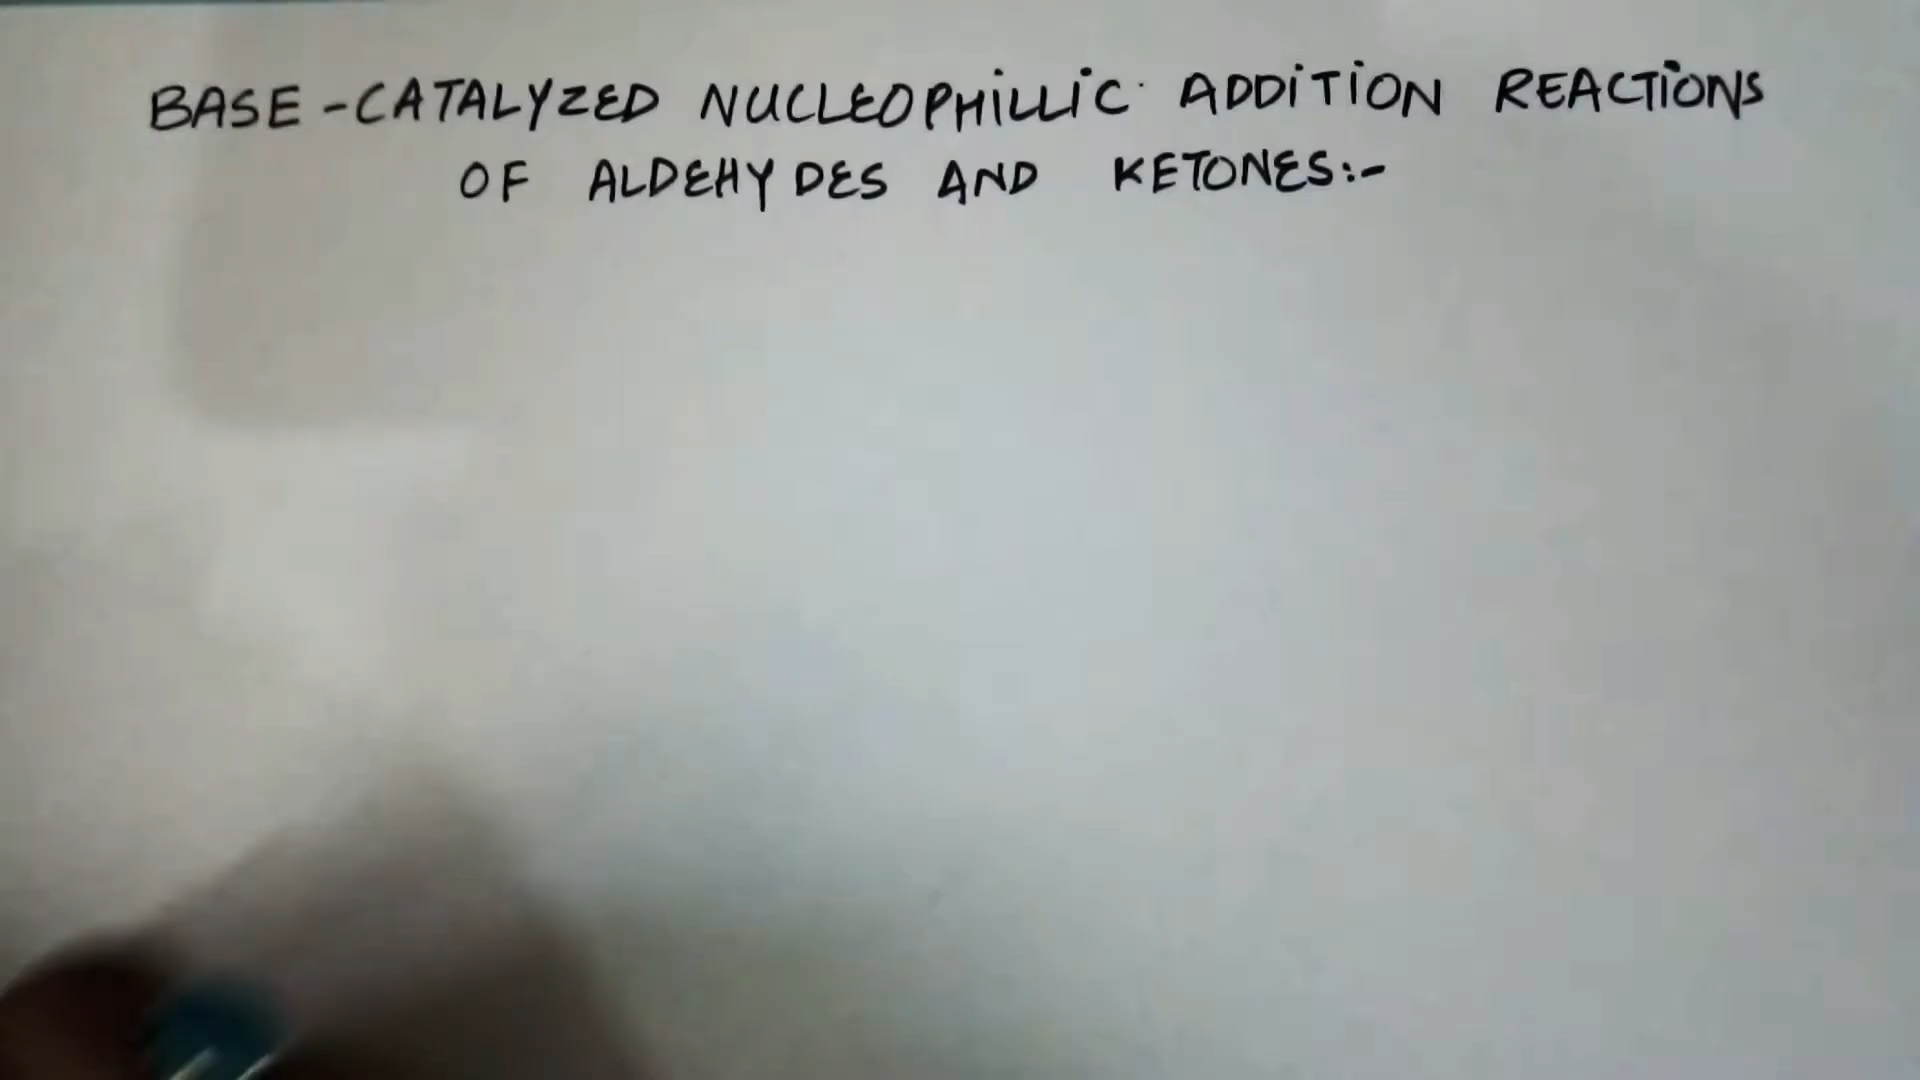 BASE-CATALYZED NUCLEOPHILLIC ADDITION REACTIONS
OF ALDEHYDES AND KETONES:-